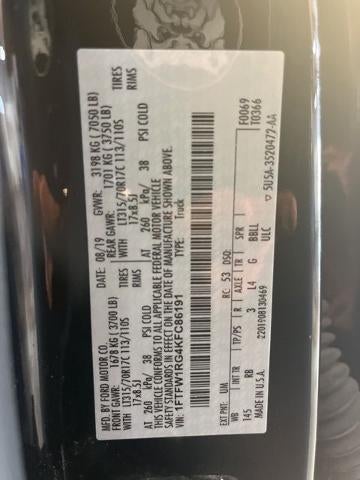 MFD. BY FORD MOTOR CO.
08/19
GVWR: 3198 KG ( 7050 LB)
FRONT GAWR: 1678 KG ( 3700 LB)
REAR GAWR: 1701 KG ( 3750 LB)
WITH LT315/70R17C 113/110S TIRES
WITH LT315/70R17C 113/110S TIRES
17x8.5J RIMS
17x8.5J RIMS
AT 260 kPa/ 38 PSI COLD
AT 260 kPa/ 38 PSI COLD
THIS VEHICLE CONFORMS TO ALL APPLICABLE FEDERAL MOTOR VEHICLE
SAFETY STANDARDS IN EFFECT ON THE DATE OF MANUFACTURE SHOWN ABOVE.
VIN: 1FTFW1RG4KFC86191
TYPE: Truck
F0069
T0366
EXT PNT: UM RC: 53 DSO:
WB INT TR TP/PS R AXLE TR SPR
145 RB 3 L4 G BBLL
MADE IN U.S.A. ULC
2201908130469
▽ 5U5A-3520472-AA